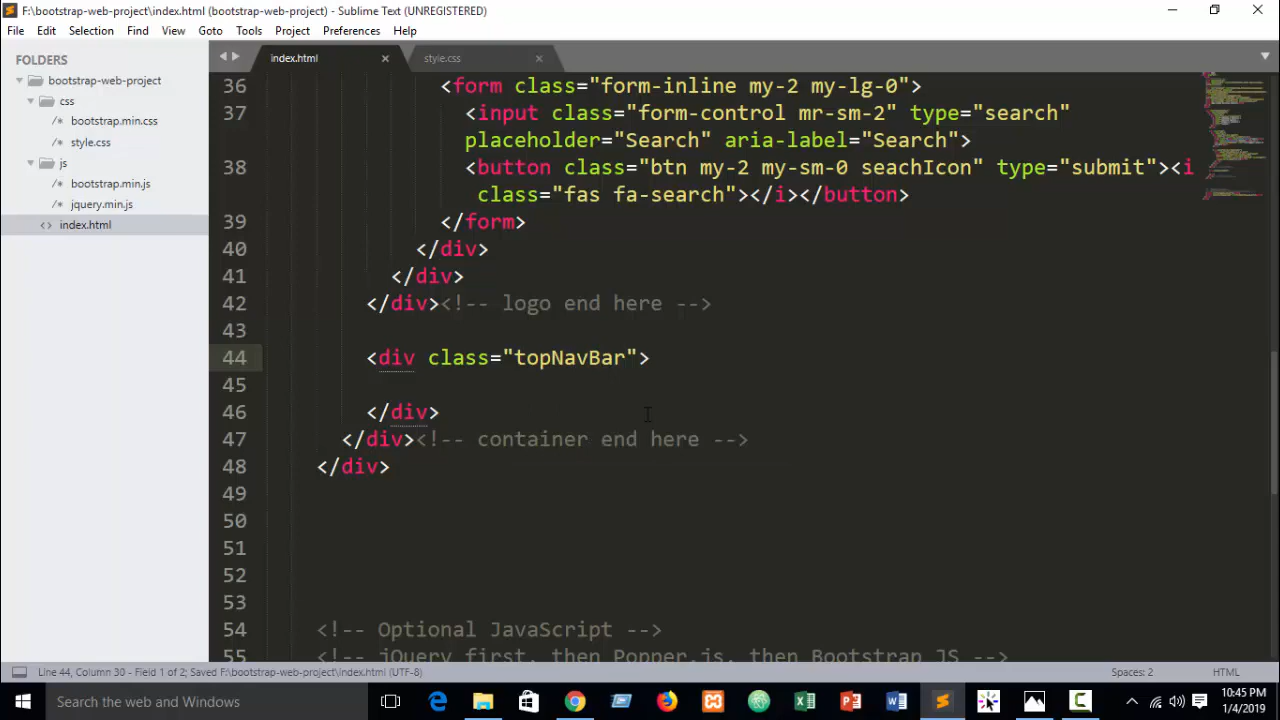 F:\bootstrap-web-project\index.html (bootstrap-web-project) - Sublime Text (UNREGISTERED)
File Edit Selection Find View Goto Tools Project Preferences Help
FOLDERS
bootstrap-web-project
css
/* bootstrap.min.css
/* style.css
js
/* bootstrap.min.js
/* jquery.min.js
<> index.html
index.html × style.css ×
36 <form class="form-inline my-2 my-lg-0">
37 <input class="form-control mr-sm-2" type="search"
placeholder="Search" aria-label="Search">
38 <button class="btn my-2 my-sm-0 seachIcon" type="submit"><i
class="fas fa-search"></i></button>
39 </form>
40 </div>
41 </div>
42 </div><!-- logo end here -->
43
44 <div class="topNavBar">
45
46 </div>
47 </div><!-- container end here -->
48 </div>
49
50
51
52
53
54 <!-- Optional JavaScript -->
55 <!-- jQuery first, then Popper.js, then Bootstrap JS -->
Line 44, Column 30 - Field 1 of 2; Saved F:\bootstrap-web-project\index.html (UTF-8) Spaces: 2 HTML
Search the web and Windows
10:45 PM
1/4/2019